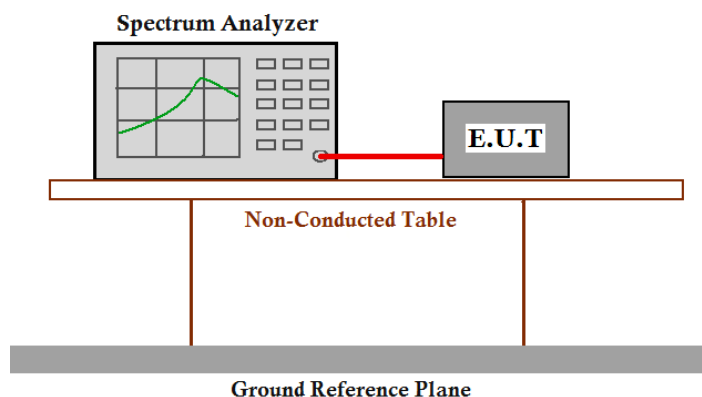 Spectrum Analyzer
E.U.T
Non-Conducted Table
Ground Reference Plane